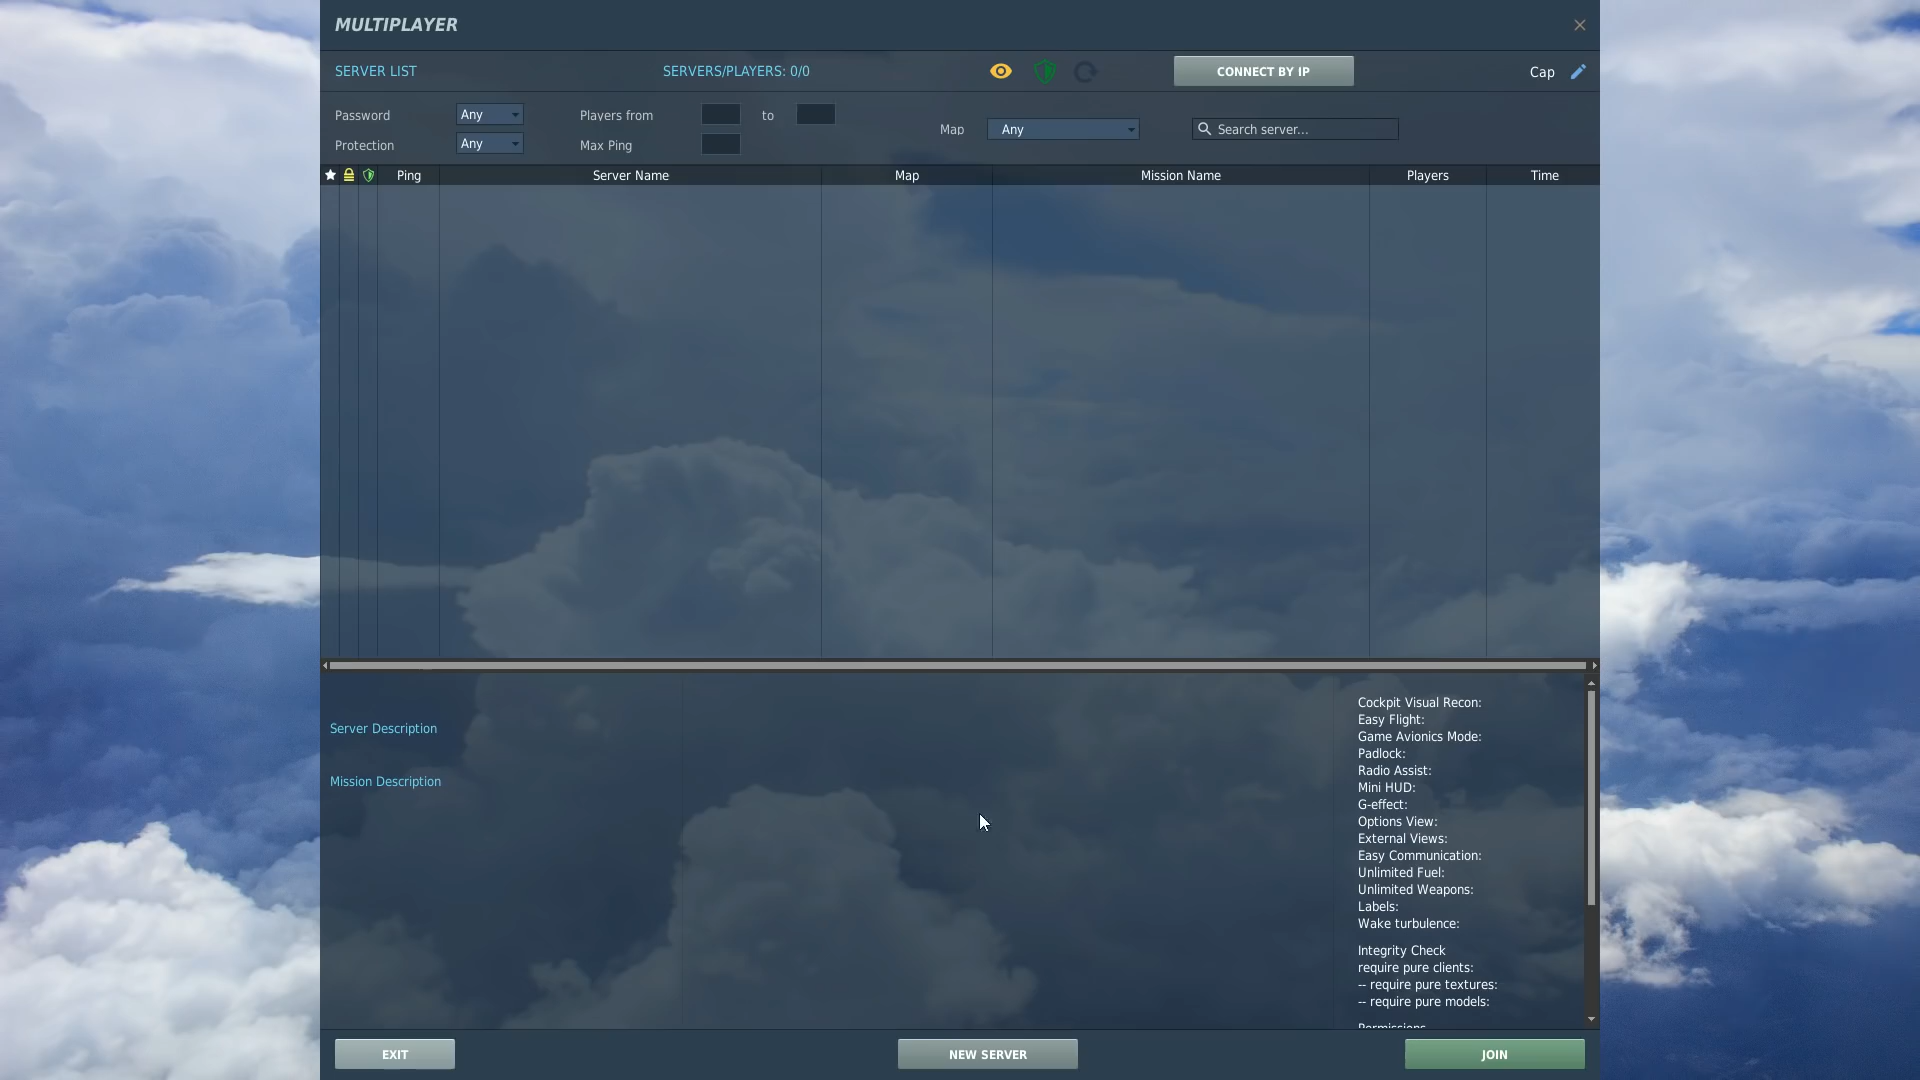 MULTIPLAYER
SERVER LIST
SERVERS/PLAYERS: 0/0
CONNECT BY IP
Cap
Password
Any
Players from
to
Protection
Any
Max Ping
Map
Any
Search server...
Ping
Server Name
Map
Mission Name
Players
Time
Server Description
Mission Description
Cockpit Visual Recon:
Easy Flight:
Game Avionics Mode:
Padlock:
Radio Assist:
Mini HUD:
G-effect:
Options View:
External Views:
Easy Communication:
Unlimited Fuel:
Unlimited Weapons:
Labels:
Wake turbulence:
Integrity Check
require pure clients:
-- require pure textures:
-- require pure models:
Permissions
EXIT
NEW SERVER
JOIN